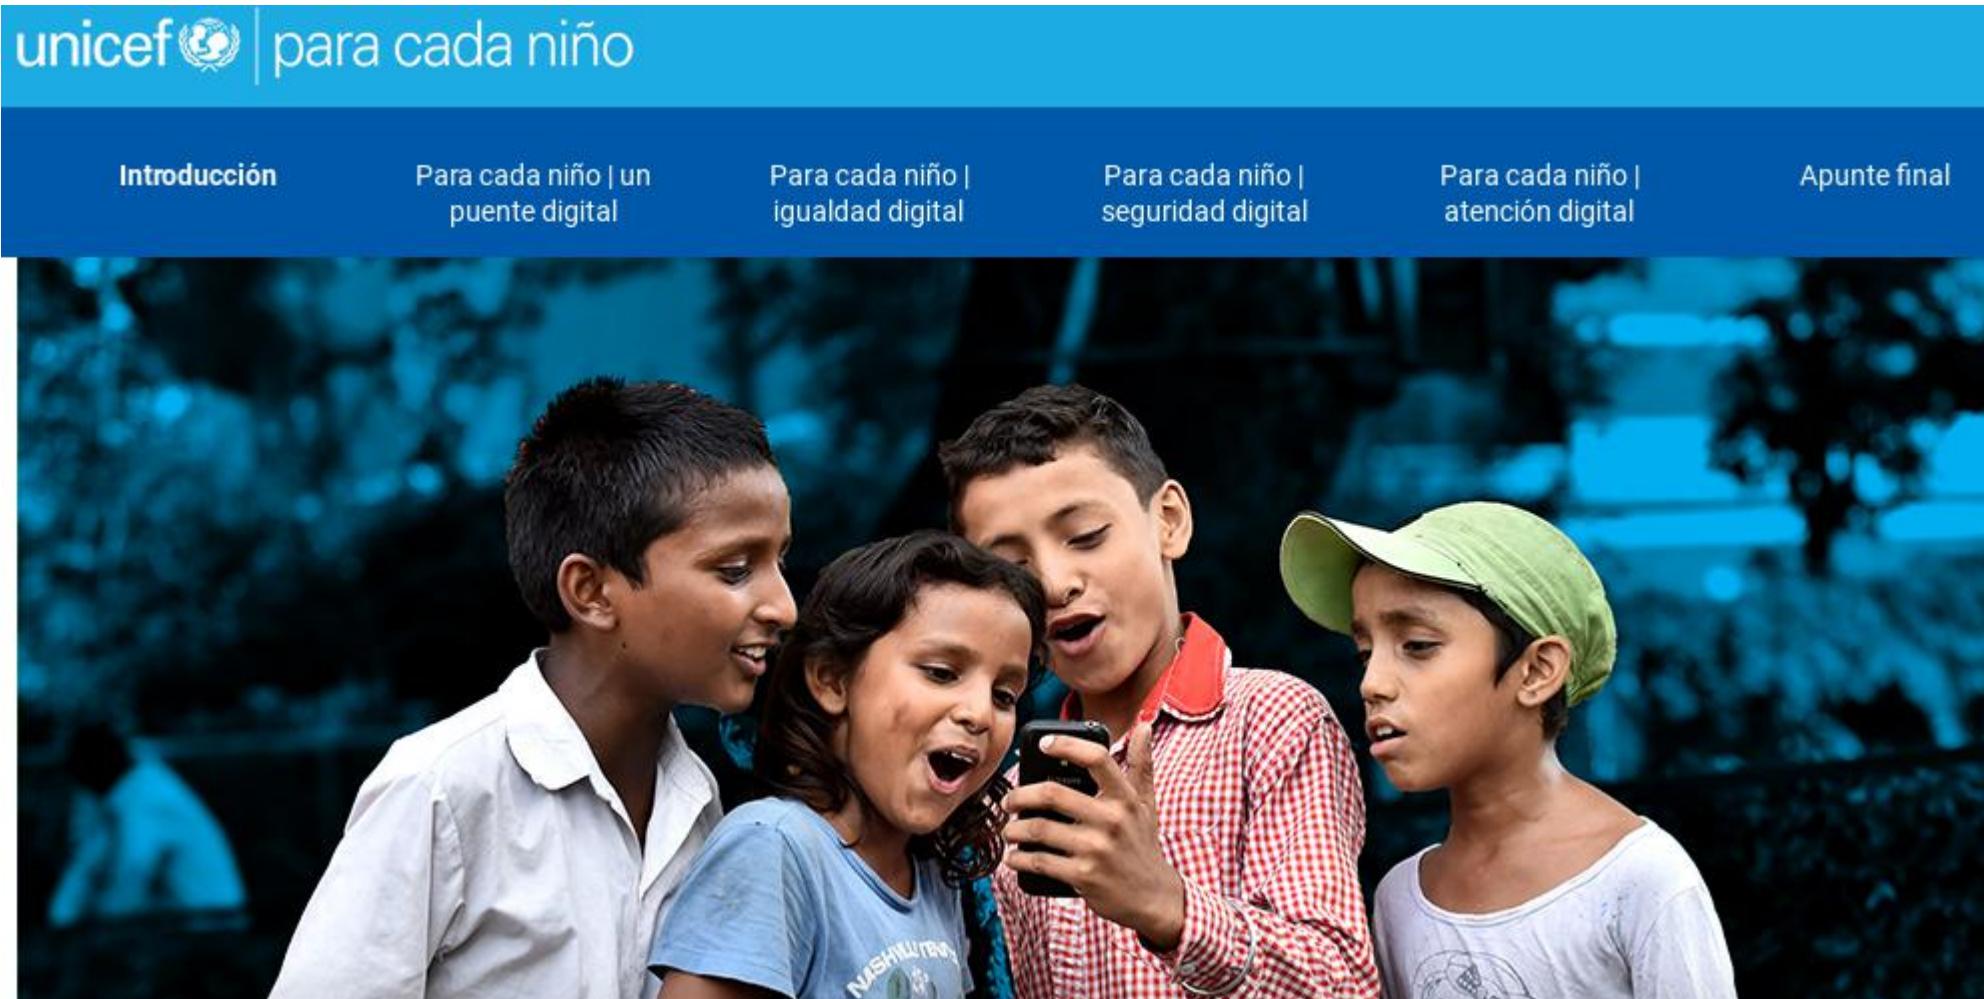 unicef | para cada niño
Introducción
Para cada niño | un
puente digital
Para cada niño |
igualdad digital
Para cada niño |
seguridad digital
Para cada niño |
atención digital
Apunte final
NASHVILLE